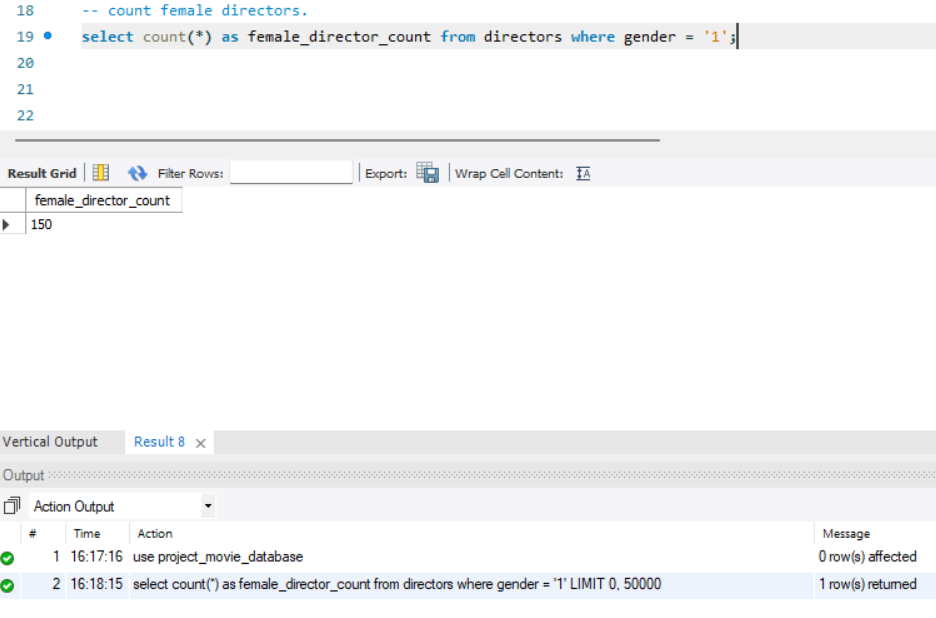 18 -- count female directors.
19 select count(*) as female_director_count from directors where gender = '1';
20
21
22
Result Grid Filter Rows: Export: Wrap Cell Content: IA
female_director_count
150
Vertical Output Result 8 ×
Output
Action Output
# Time Action Message
1 16:17:16 use project_movie_database 0 row(s) affected
2 16:18:15 select count(*) as female_director_count from directors where gender = '1' LIMIT 0, 50000 1 row(s) returned